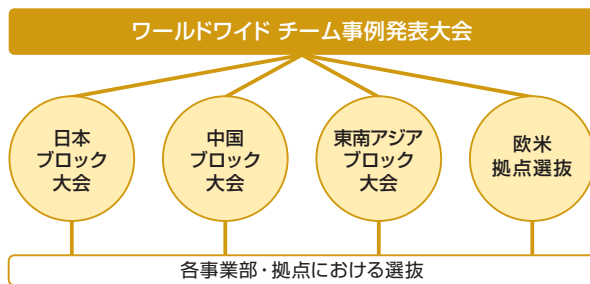 ワールドワイド チーム事例発表大会
日本
ブロック
大会
中国
ブロック
大会
東南アジア
ブロック
大会
欧米
拠点選抜
各事業部・拠点における選抜